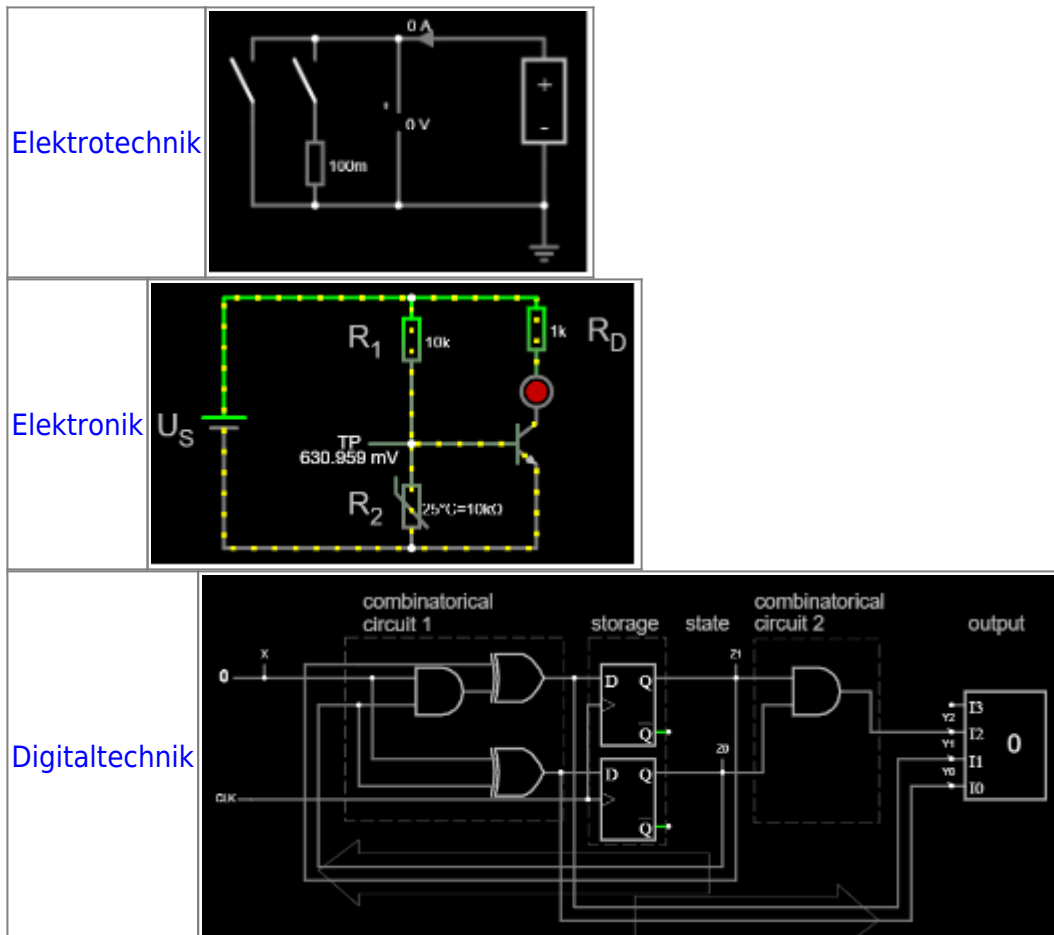 Elektrotechnik
0 A
+
0 V
+
-
100m
Elektronik
R1
10k
1k
RD
US
TP
630.959 mV
R2
25°C=10kΩ
Digitaltechnik
combinatorical
circuit 1
storage
state
combinatorical
circuit 2
output
X
Z1
0
D Q
Q
Z0
D Q
Q
CLK
Y2
Y1
Y0
I3
I2
I1
I0
0